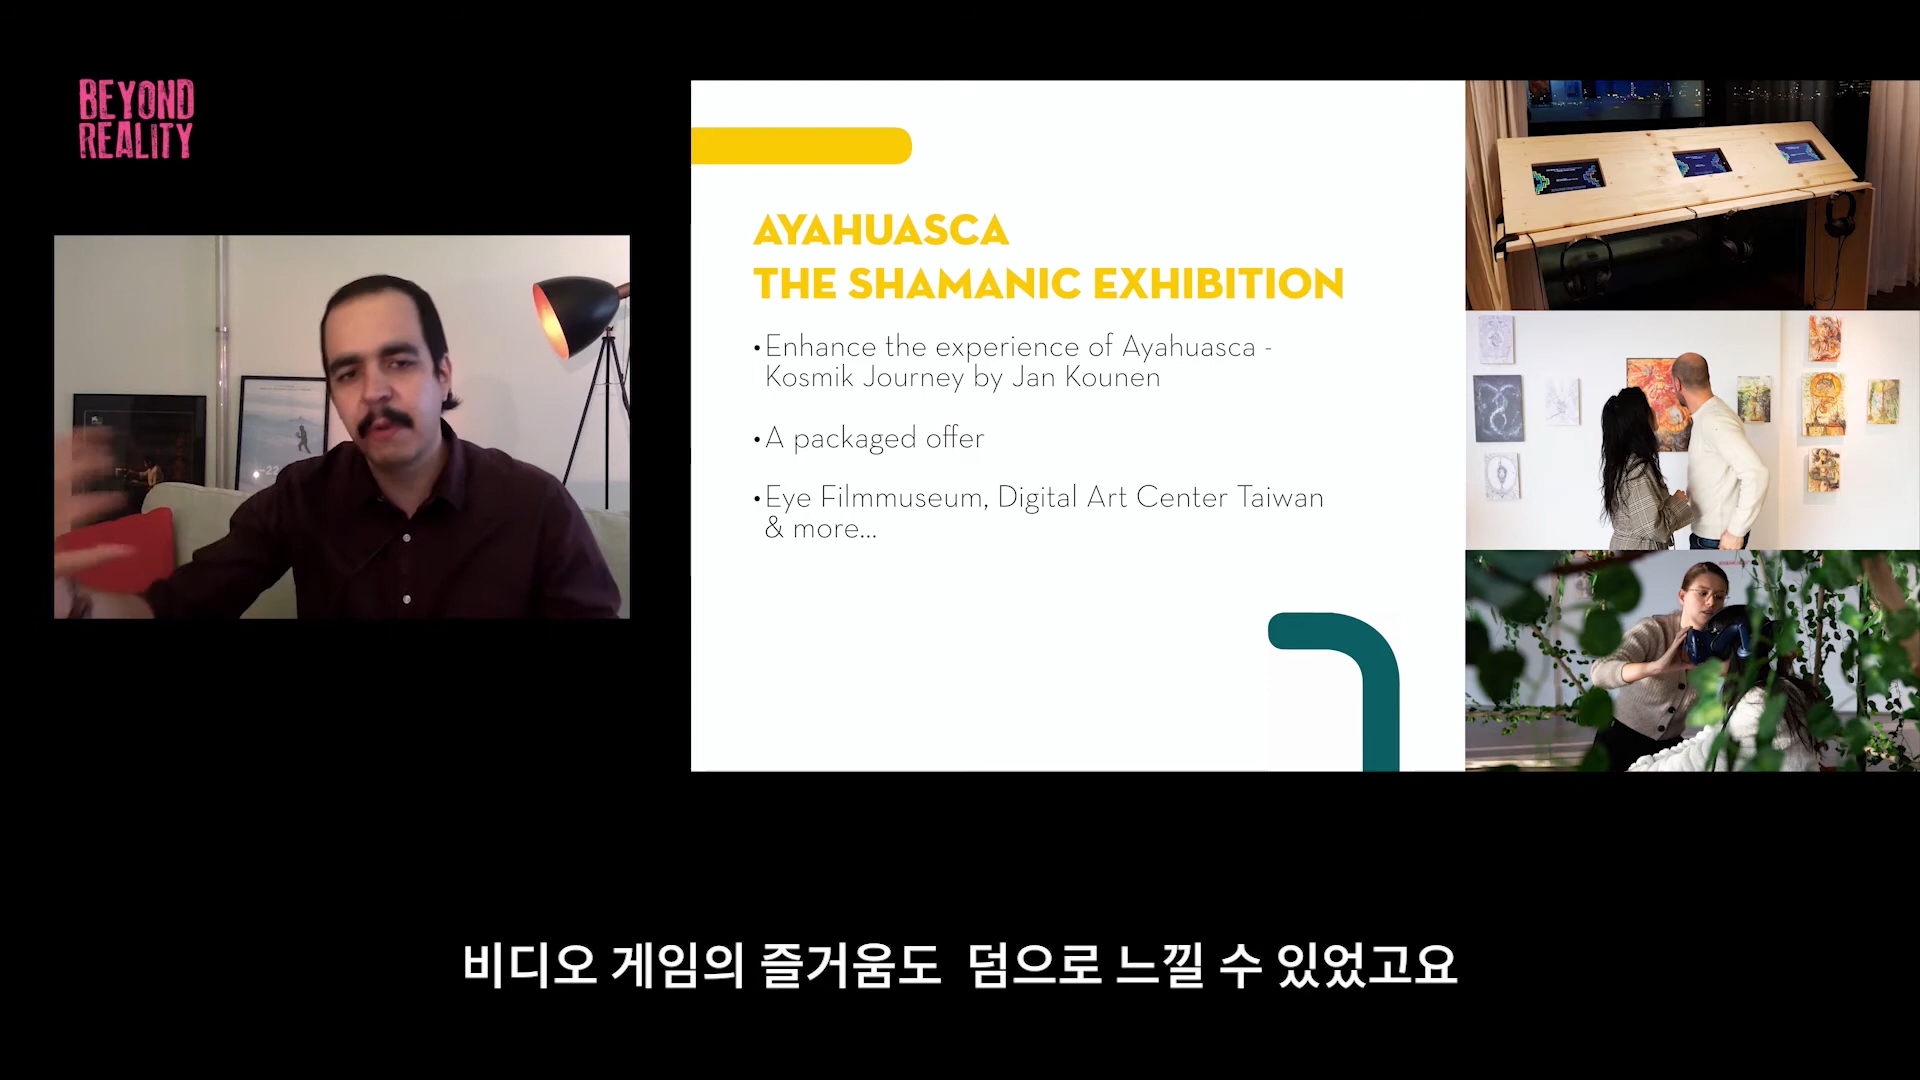 BEYOND
REALITY
AYAHUASCA
THE SHAMANIC EXHIBITION
•Enhance the experience of Ayahuasca -
Kosmik Journey by Jan Kounen
•A packaged offer
•Eye Filmmuseum, Digital Art Center Taiwan
& more...
비디오 게임의 즐거움도 덤으로 느낄 수 있었고요